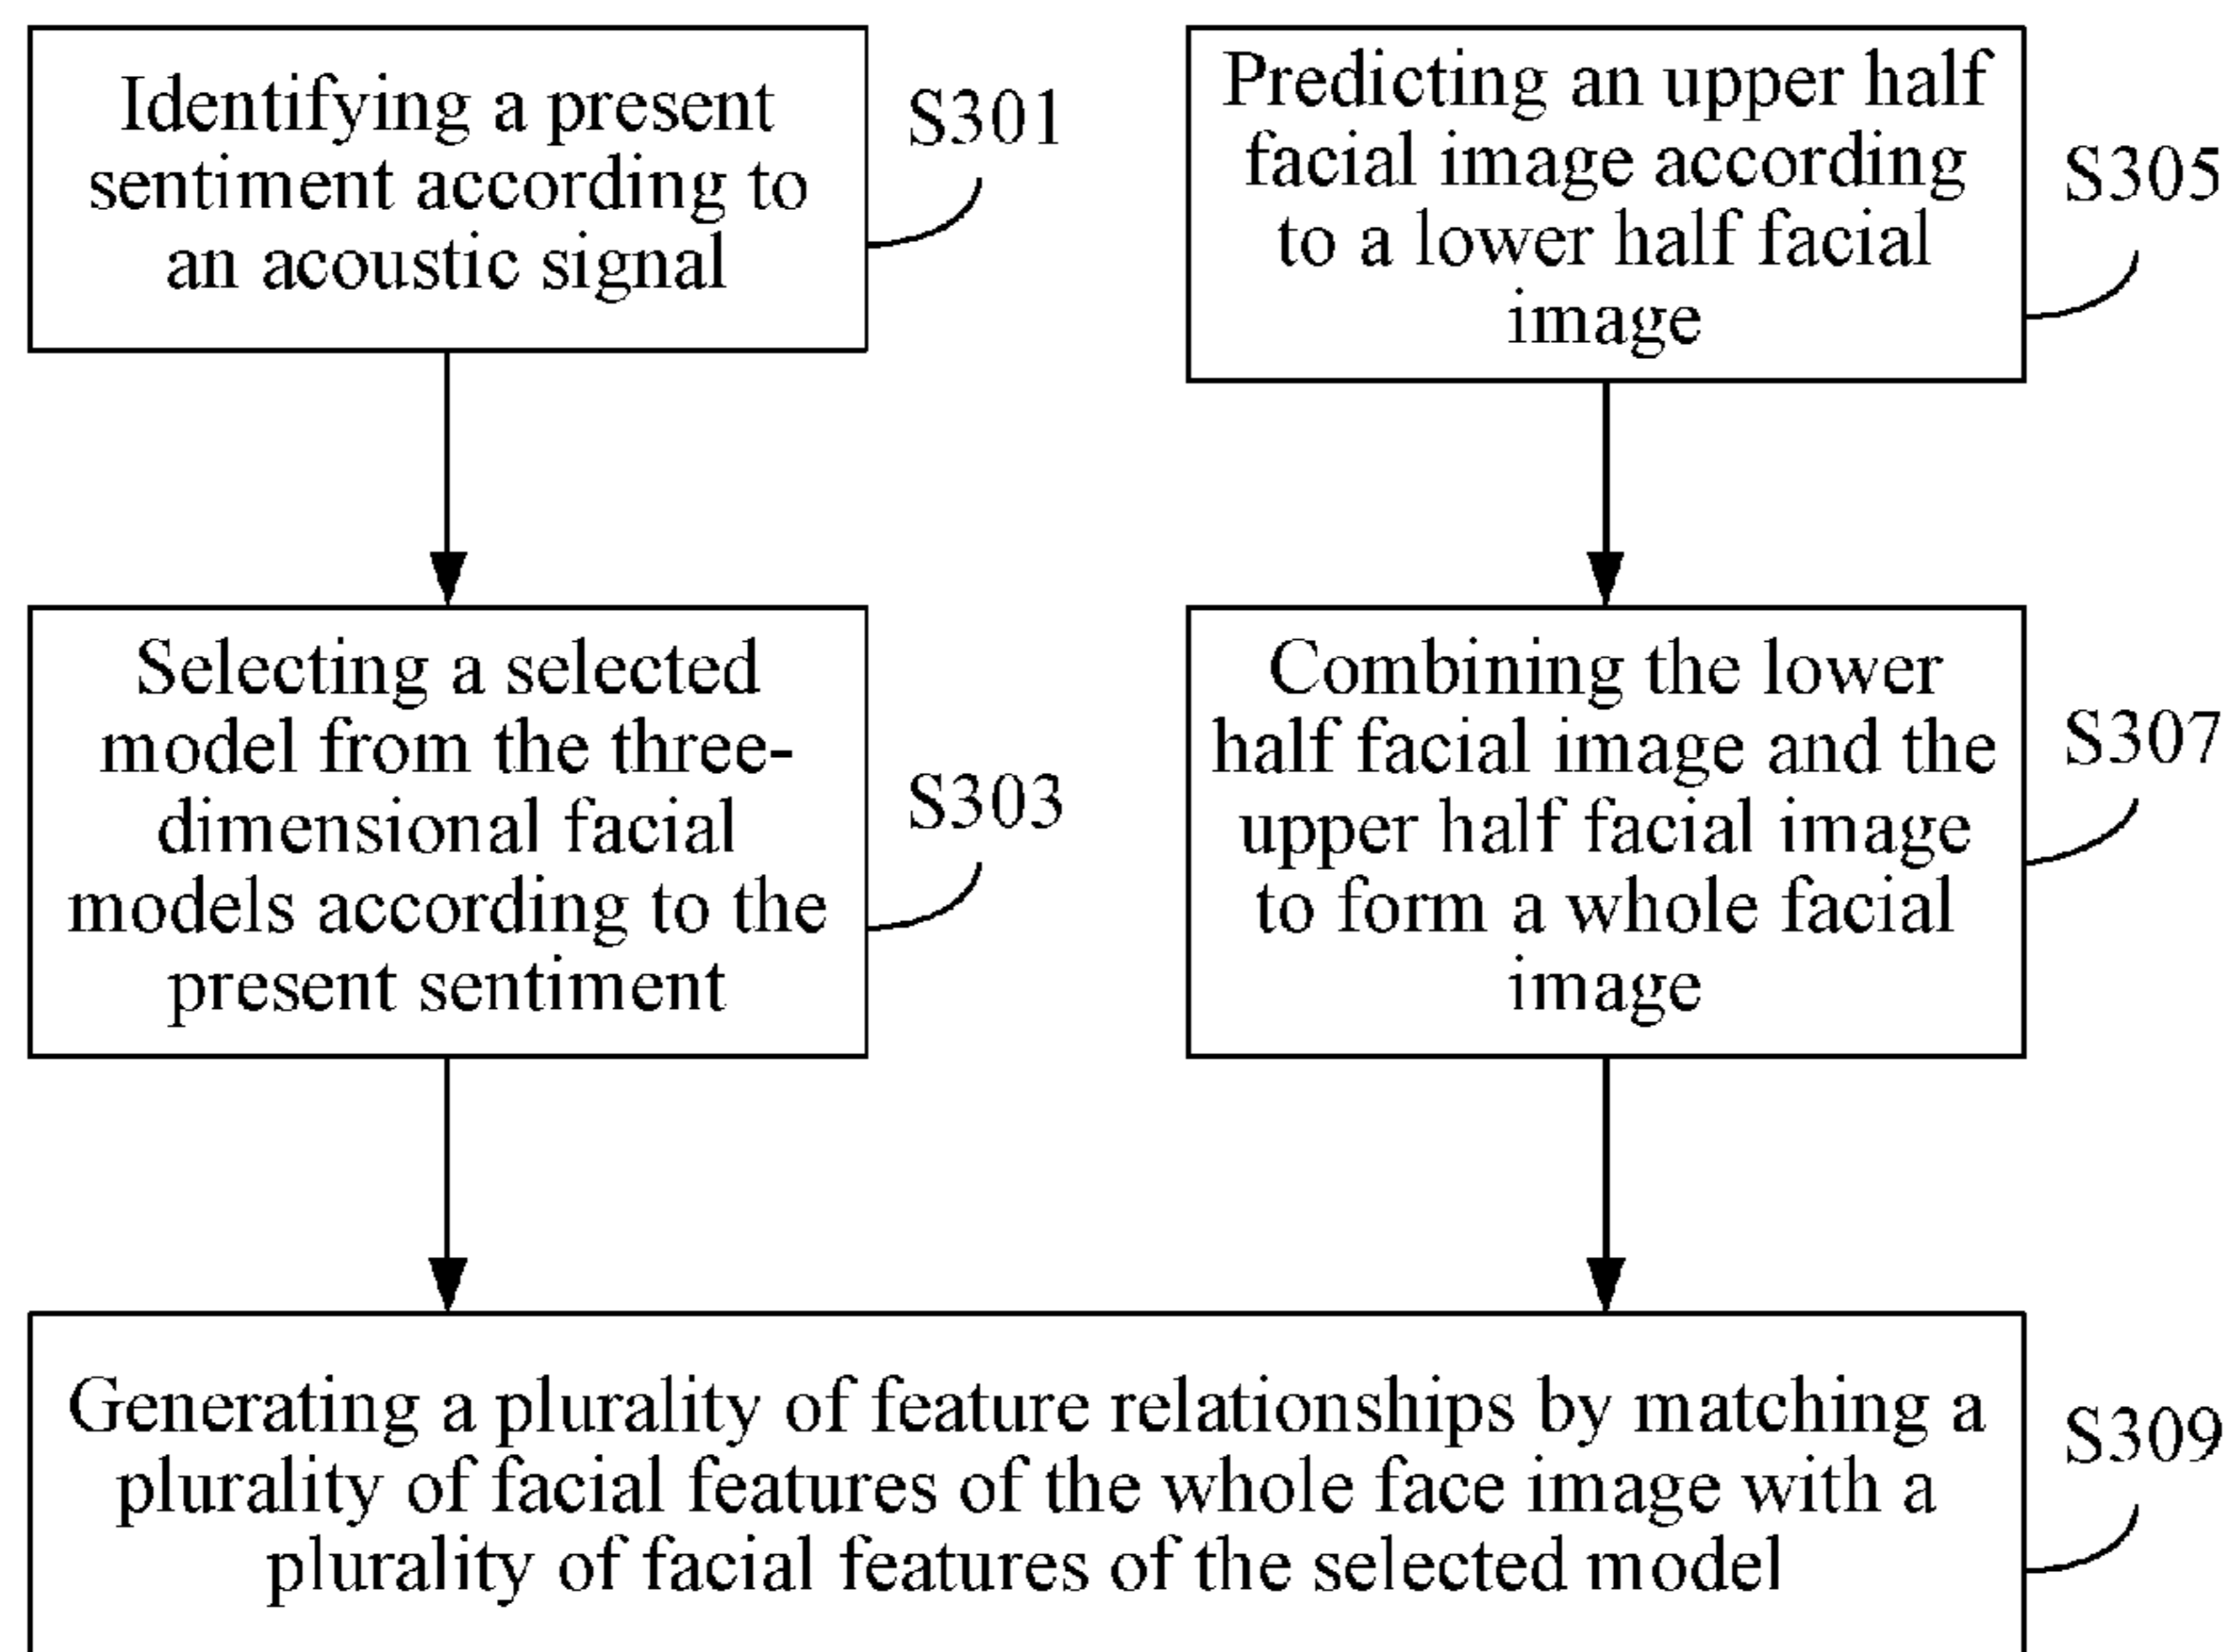 Identifying a present
sentiment according to
an acoustic signal
S301
Predicting an upper half
facial image according
to a lower half facial
image
S305
Selecting a selected
model from the three-
dimensional facial
models according to the
present sentiment
S303
Combining the lower
half facial image and the
upper half facial image
to form a whole facial
image
S307
Generating a plurality of feature relationships by matching a
plurality of facial features of the whole face image with a
plurality of facial features of the selected model
S309